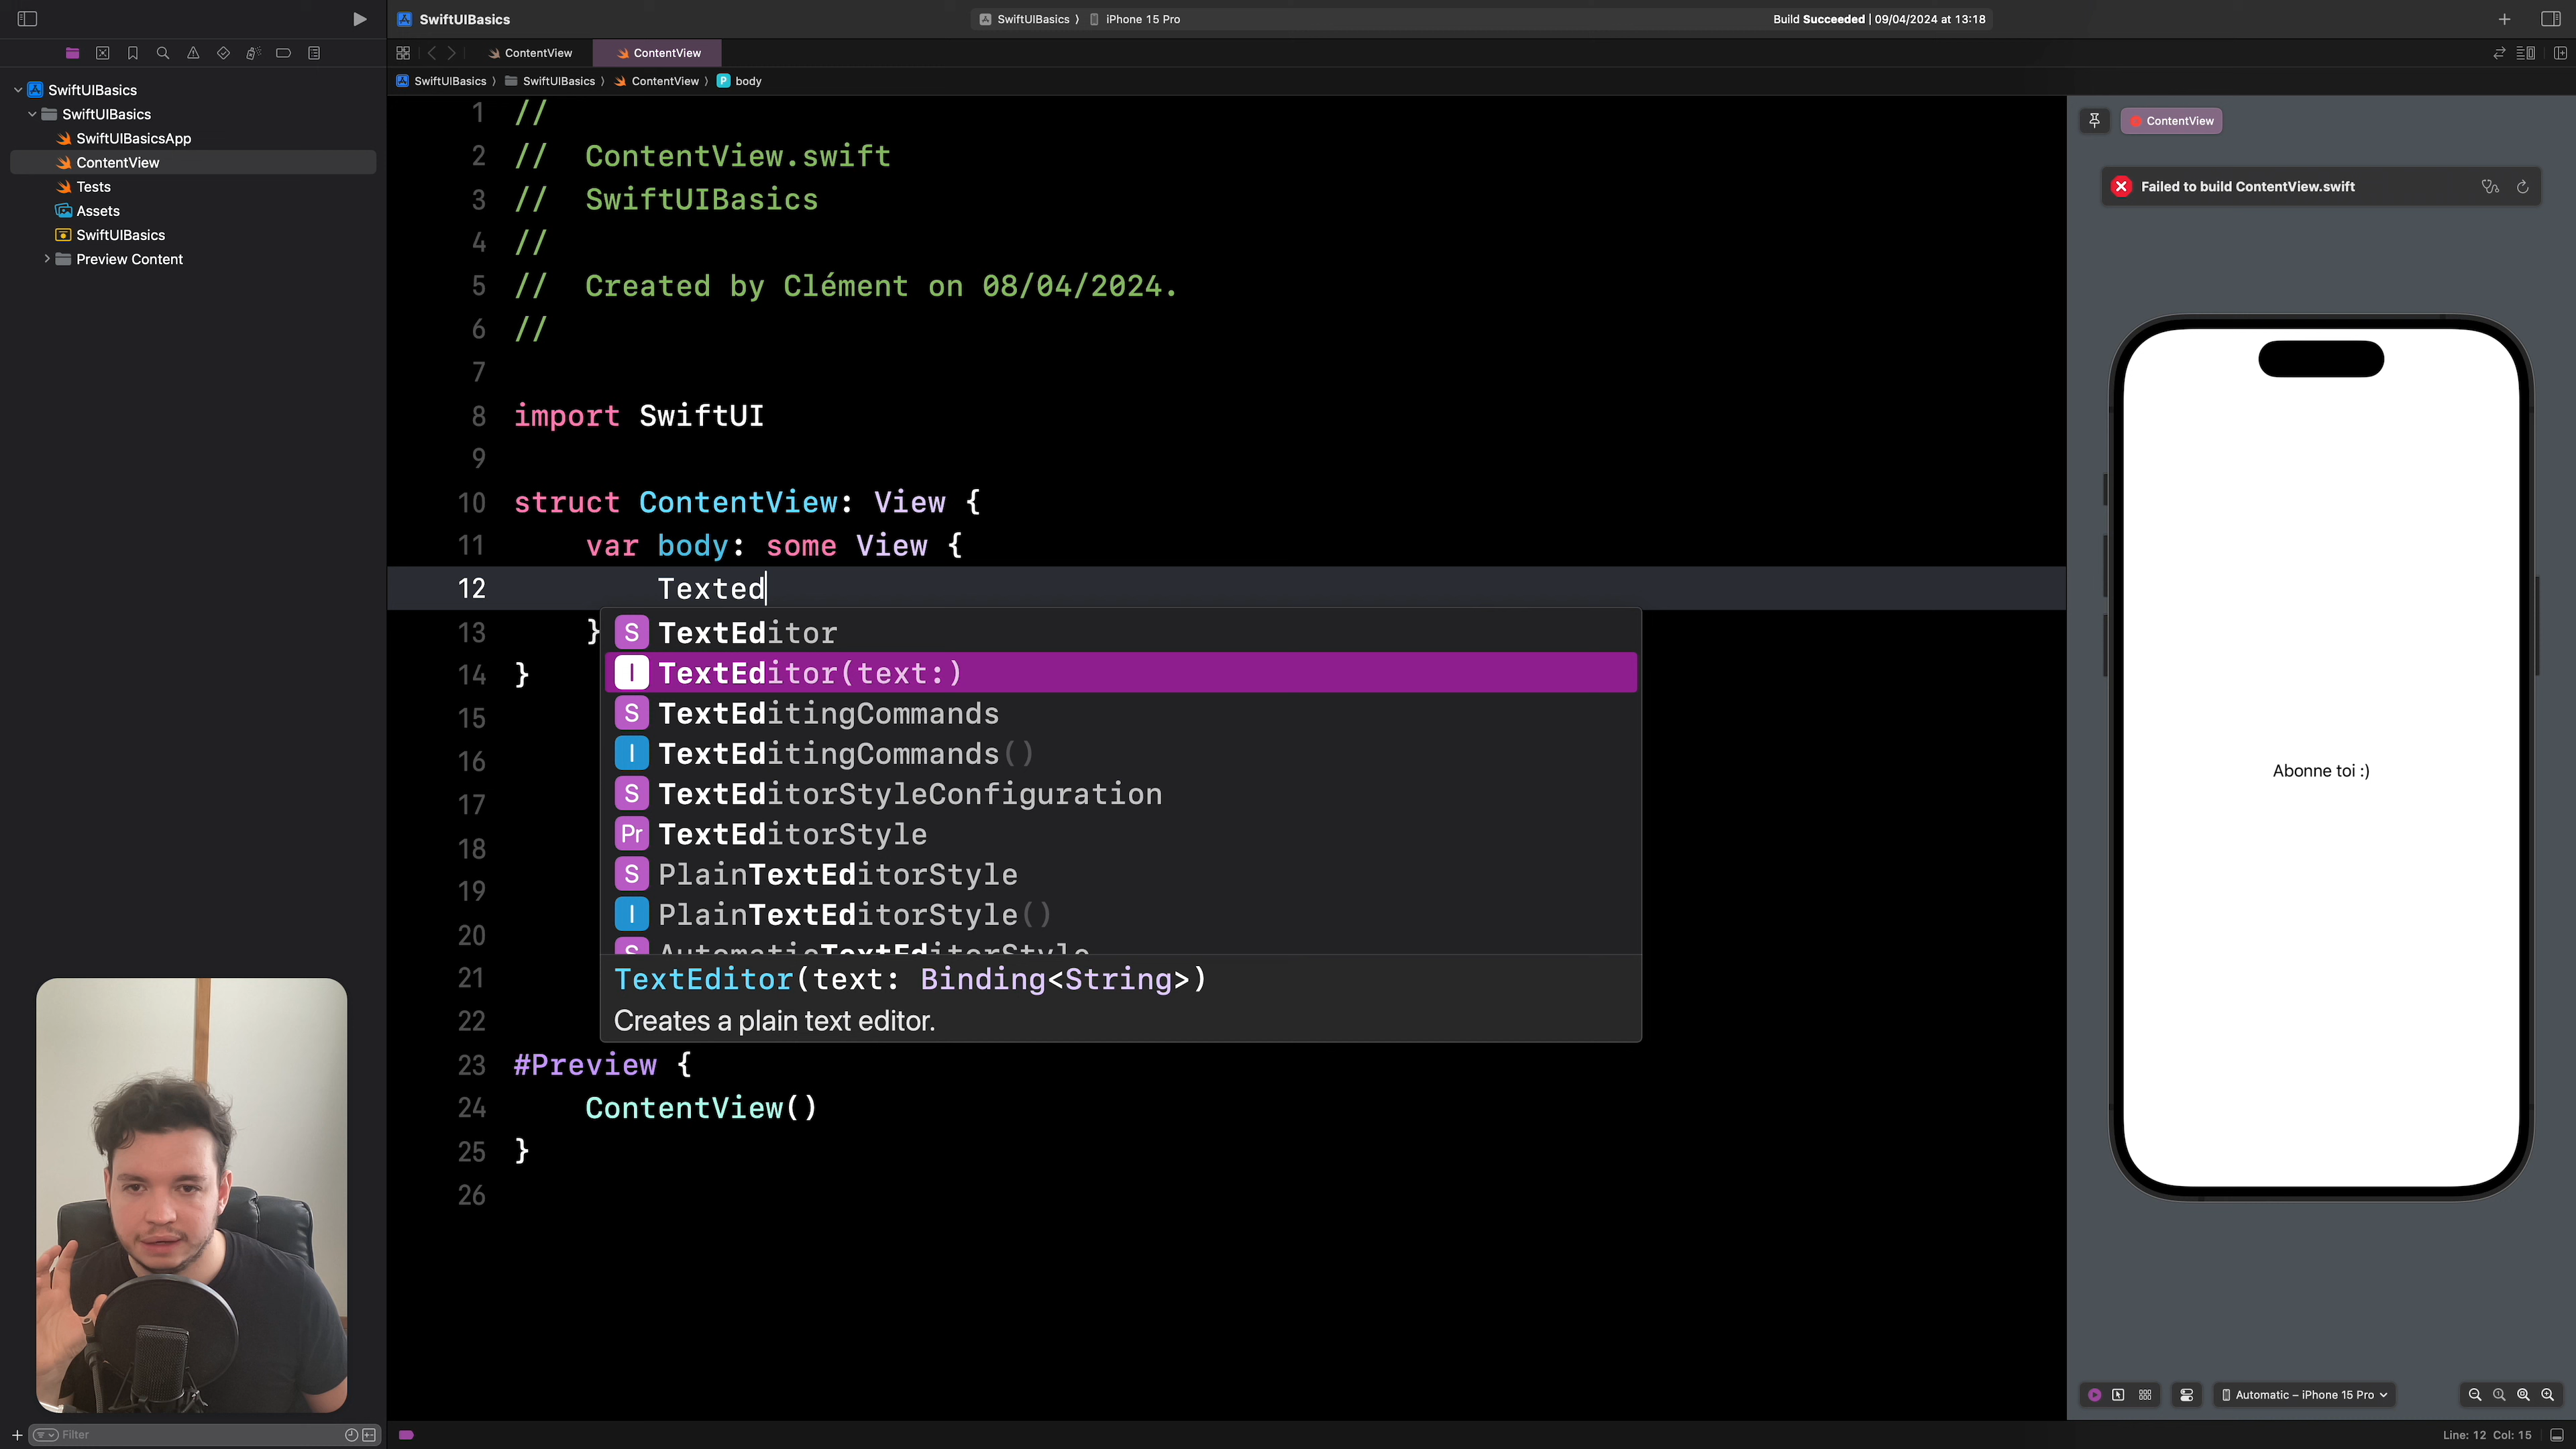 SwiftUIBasics
SwiftUIBasics 〉 iPhone 15 Pro
Build Succeeded | 09/04/2024 at 13:18
ContentView
ContentView
SwiftUIBasics 〉 SwiftUIBasics 〉 ContentView 〉 P body
SwiftUIBasics
SwiftUIBasics
SwiftUIBasicsApp
ContentView
Tests
Assets
SwiftUIBasics
Preview Content
Filter
1 //
2 //  ContentView.swift
3 //  SwiftUIBasics
4 //
5 //  Created by Clément on 08/04/2024.
6 //
7
8 import SwiftUI
9
10 struct ContentView: View {
11     var body: some View {
12         Texted
13     }
14 }
15
16
17
18
19
20
21
22
23 #Preview {
24     ContentView()
25 }
26
S TextEditor
I TextEditor(text:)
S TextEditingCommands
I TextEditingCommands()
S TextEditorStyleConfiguration
Pr TextEditorStyle
S PlainTextEditorStyle
I PlainTextEditorStyle()
S AutomaticTextEditorStyle
TextEditor(text: Binding<String>)
Creates a plain text editor.
ContentView
Failed to build ContentView.swift
Abonne toi :)
Automatic – iPhone 15 Pro
Line: 12 Col: 15